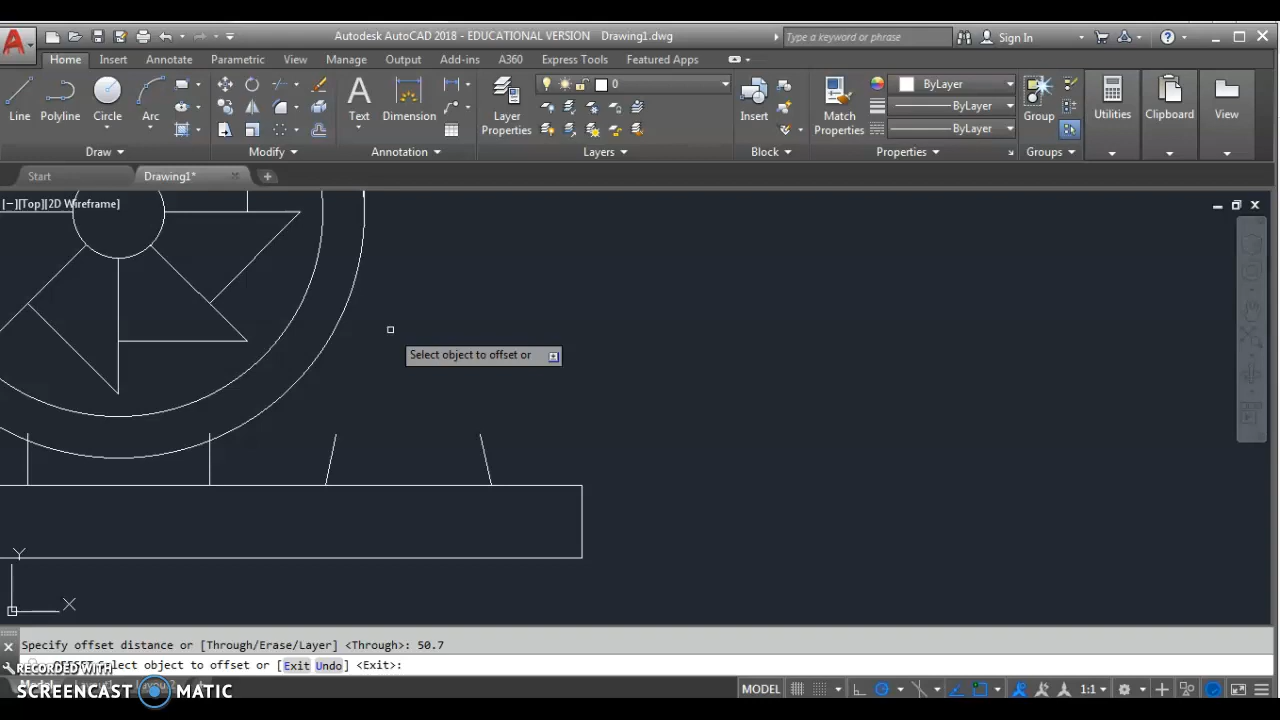 Autodesk AutoCAD 2018 - EDUCATIONAL VERSION Drawing1.dwg
Type a keyword or phrase
Sign In
Home Insert Annotate Parametric View Manage Output Add-ins A360 Express Tools Featured Apps
0
ByLayer
ByLayer
ByLayer
Line Polyline Circle Arc
Text Dimension
Layer
Properties
Insert
Match
Properties
Group
Utilities Clipboard View
Draw Modify Annotation Layers Block Properties Groups
Start Drawing1*
[−][Top][2D Wireframe]
Select object to offset or
Y
X
Specify offset distance or [Through/Erase/Layer] <Through>: 50.7
Select object to offset or [Exit Undo] <Exit>:
RECORDED WITH
SCREENCAST MATIC
MODEL
1:1